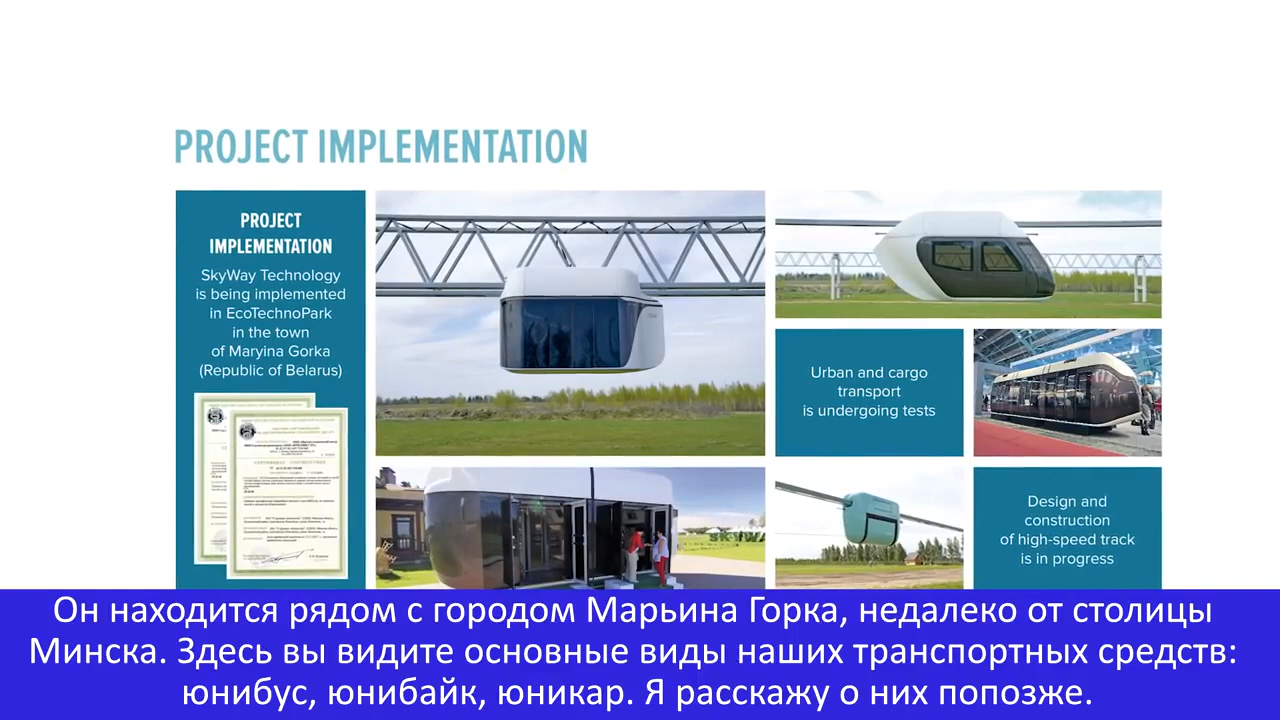 PROJECT IMPLEMENTATION
PROJECT
IMPLEMENTATION
SkyWay Technology
is being implemented
in EcoTechnoPark
in the town
of Maryina Gorka
(Republic of Belarus)
Urban and cargo
transport
is undergoing tests
Design and
construction
of high-speed track
is in progress
Он находится рядом с городом Марьина Горка, недалеко от столицы
Минска. Здесь вы видите основные виды наших транспортных средств:
юнибус, юнибайк, юникар. Я расскажу о них попозже.